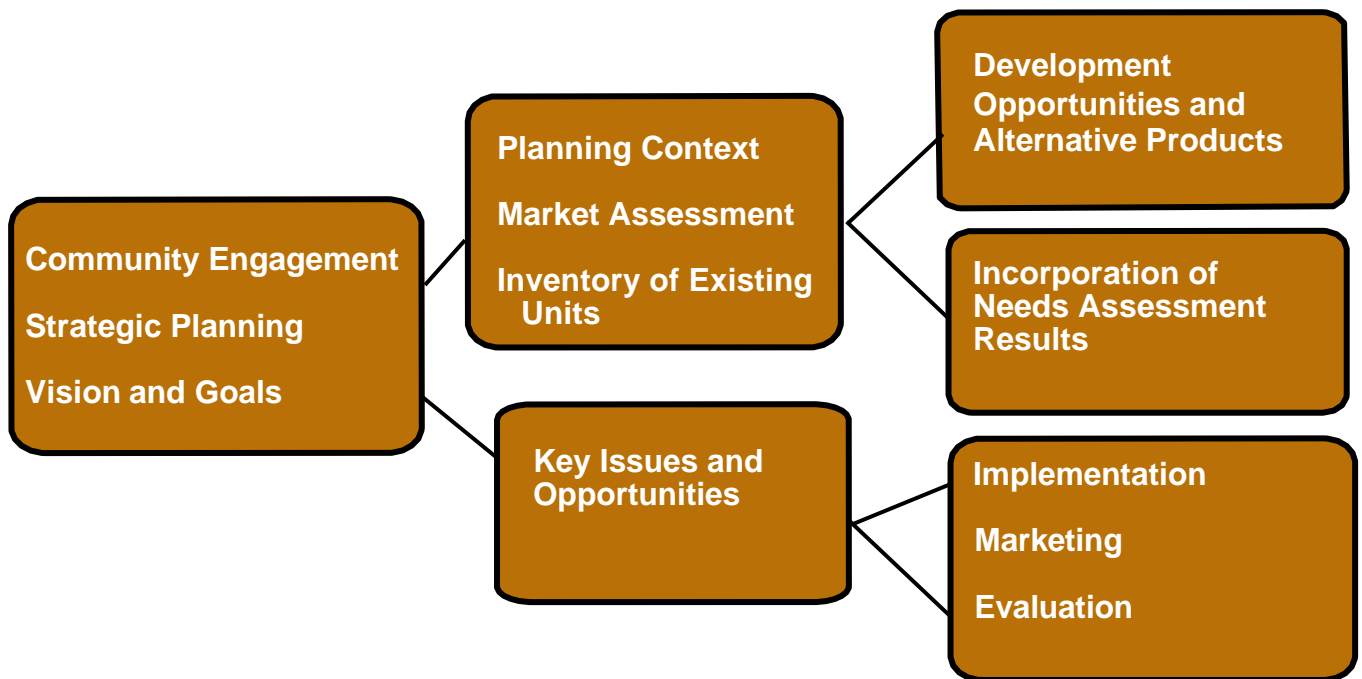 Community Engagement
Strategic Planning
Vision and Goals
Planning Context
Market Assessment
Inventory of Existing
Units
Key Issues and
Opportunities
Development
Opportunities and
Alternative Products
Incorporation of
Needs Assessment
Results
Implementation
Marketing
Evaluation